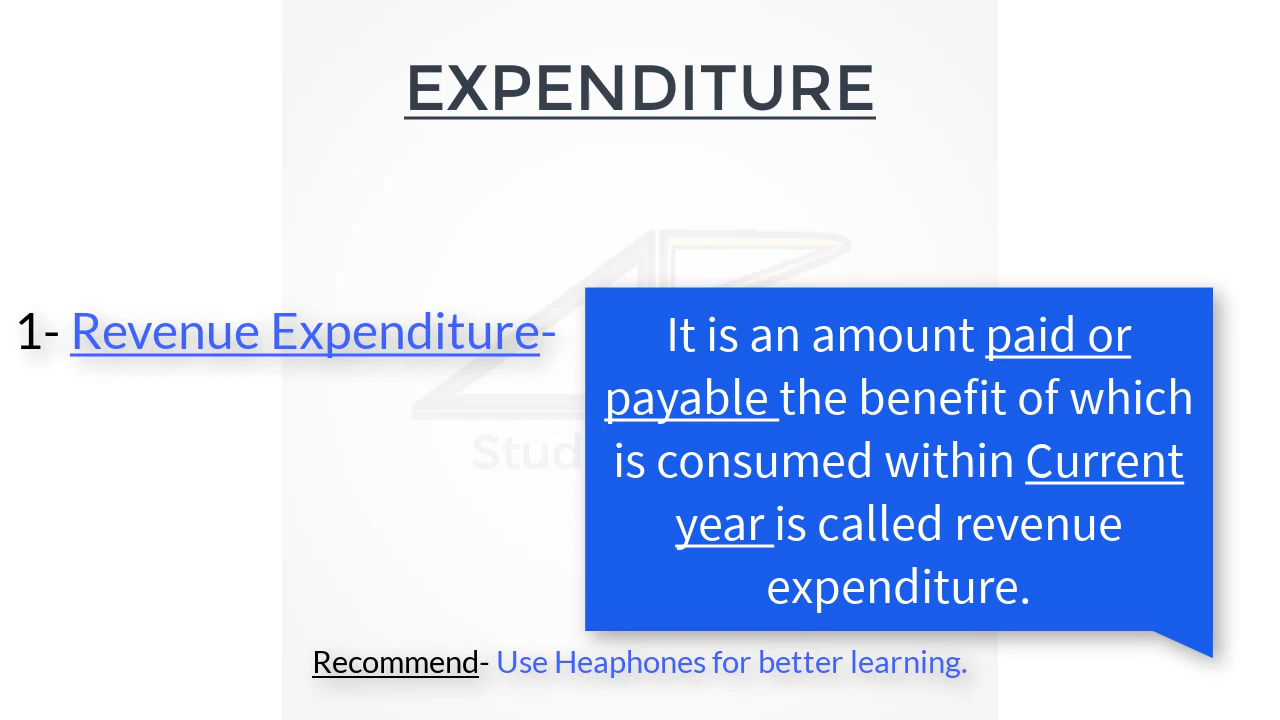 EXPENDITURE
1- Revenue Expenditure-
It is an amount paid or
payable the benefit of which
is consumed within Current
year is called revenue
expenditure.
Stud
Recommend- Use Heaphones for better learning.